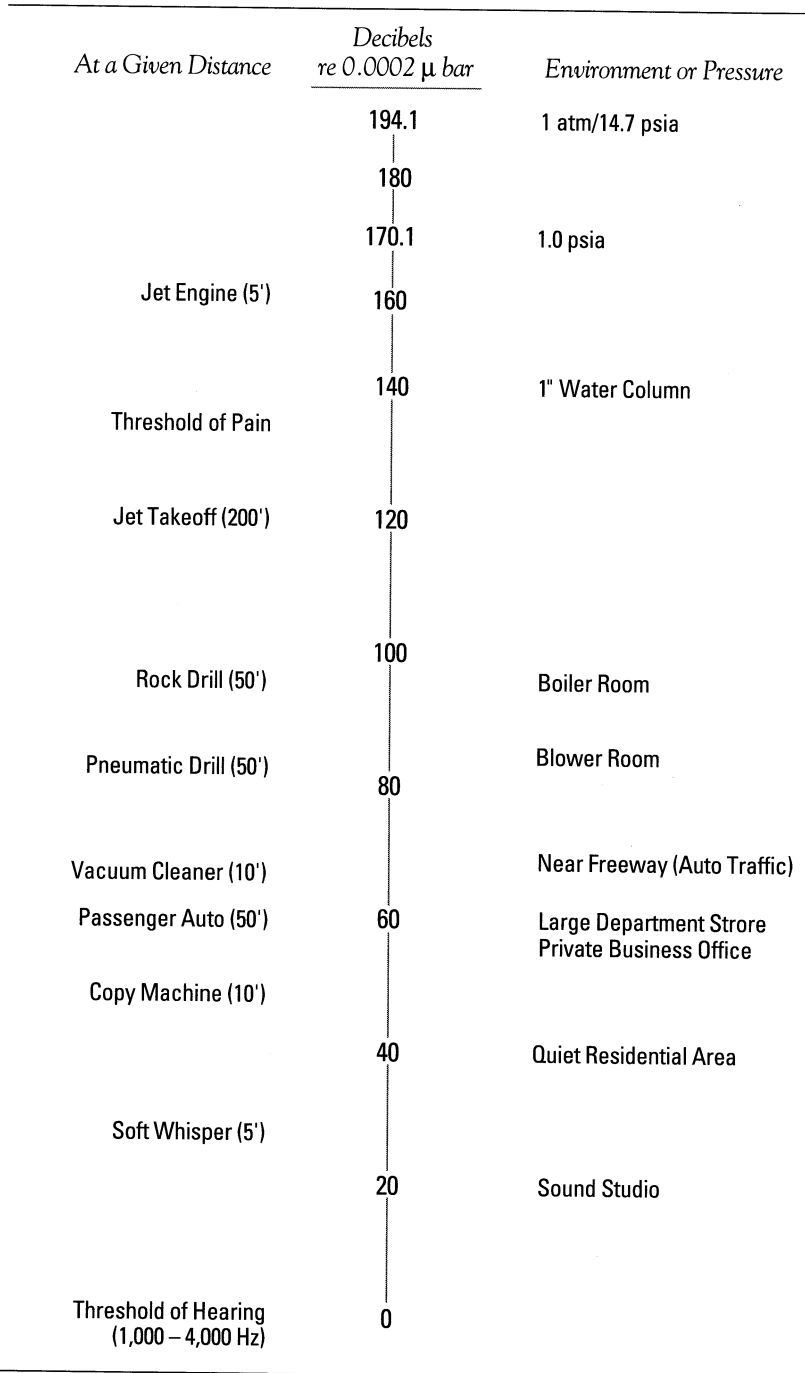 At a Given Distance
Decibels
re 0.0002 µ bar
Environment or Pressure
194.1
1 atm/14.7 psia
180
170.1
1.0 psia
Jet Engine (5')
160
140
1" Water Column
Threshold of Pain
Jet Takeoff (200')
120
100
Rock Drill (50')
Boiler Room
Pneumatic Drill (50')
Blower Room
80
Vacuum Cleaner (10')
Near Freeway (Auto Traffic)
Passenger Auto (50')
60
Large Department Strore
Private Business Office
Copy Machine (10')
40
Quiet Residential Area
Soft Whisper (5')
20
Sound Studio
Threshold of Hearing
(1,000 – 4,000 Hz)
0